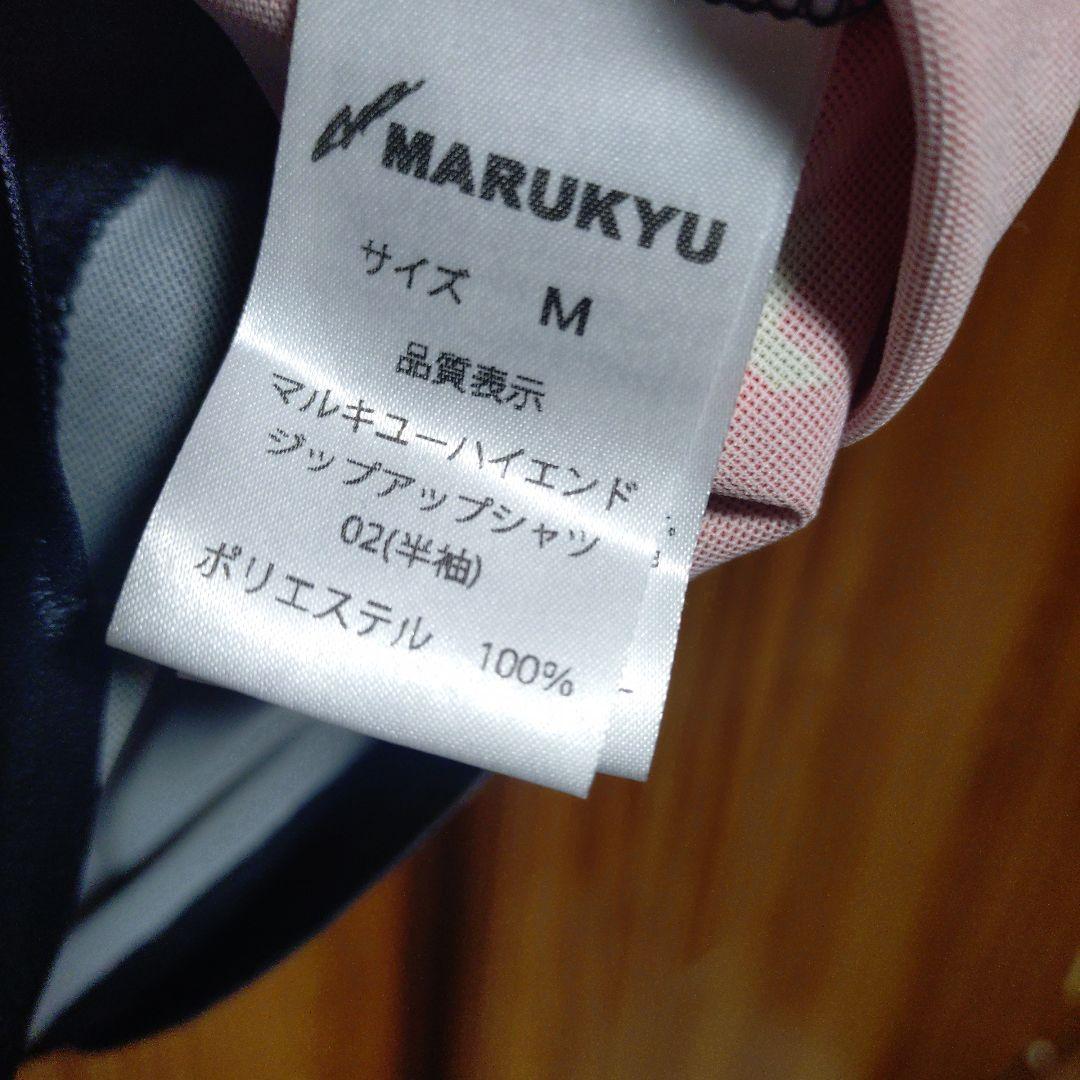 MARUKYU
サイズ M
品質表示
マルキユーハイエンド
ジップアップシャツ
02(半袖)
ポリエステル 100%